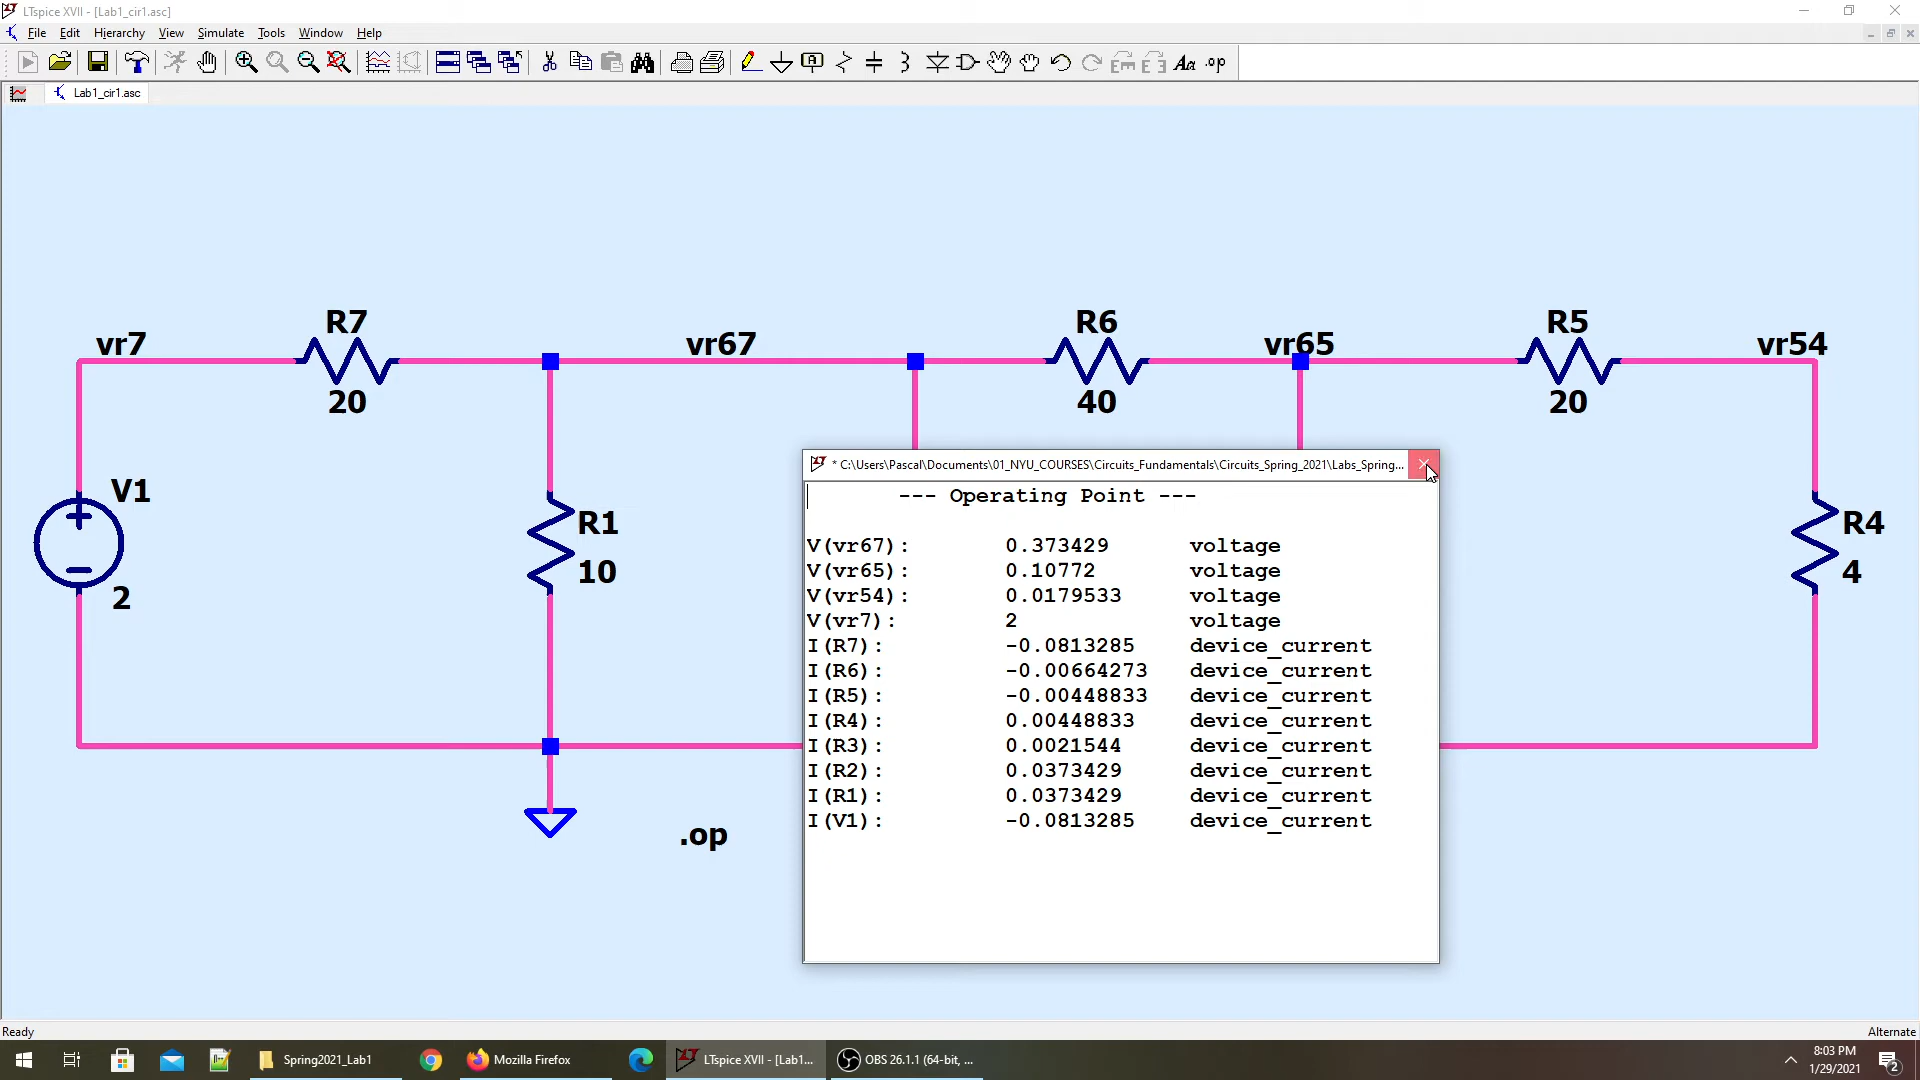 LTspice XVII - [Lab1_cir1.asc]
File Edit Hierarchy View Simulate Tools Window Help
Aa .op
Lab1_cir1.asc
R7 R6 R5
vr7 vr67 vr65 vr54
20 40 20
* C:\Users\Pascal\Documents\01_NYU_COURSES\Circuits_Fundamentals\Circuits_Spring_2021\Labs_Spring...
--- Operating Point ---
V1
2
R1
10
R4
4
V(vr67): 0.373429 voltage
V(vr65): 0.10772 voltage
V(vr54): 0.0179533 voltage
V(vr7): 2 voltage
I(R7): -0.0813285 device_current
I(R6): -0.00664273 device_current
I(R5): -0.00448833 device_current
I(R4): 0.00448833 device_current
I(R3): 0.0021544 device_current
I(R2): 0.0373429 device_current
I(R1): 0.0373429 device_current
I(V1): -0.0813285 device_current
.op
Ready Alternate
Spring2021_Lab1 Mozilla Firefox LTspice XVII - [Lab1... OBS 26.1.1 (64-bit, ...
8:03 PM
1/29/2021
2